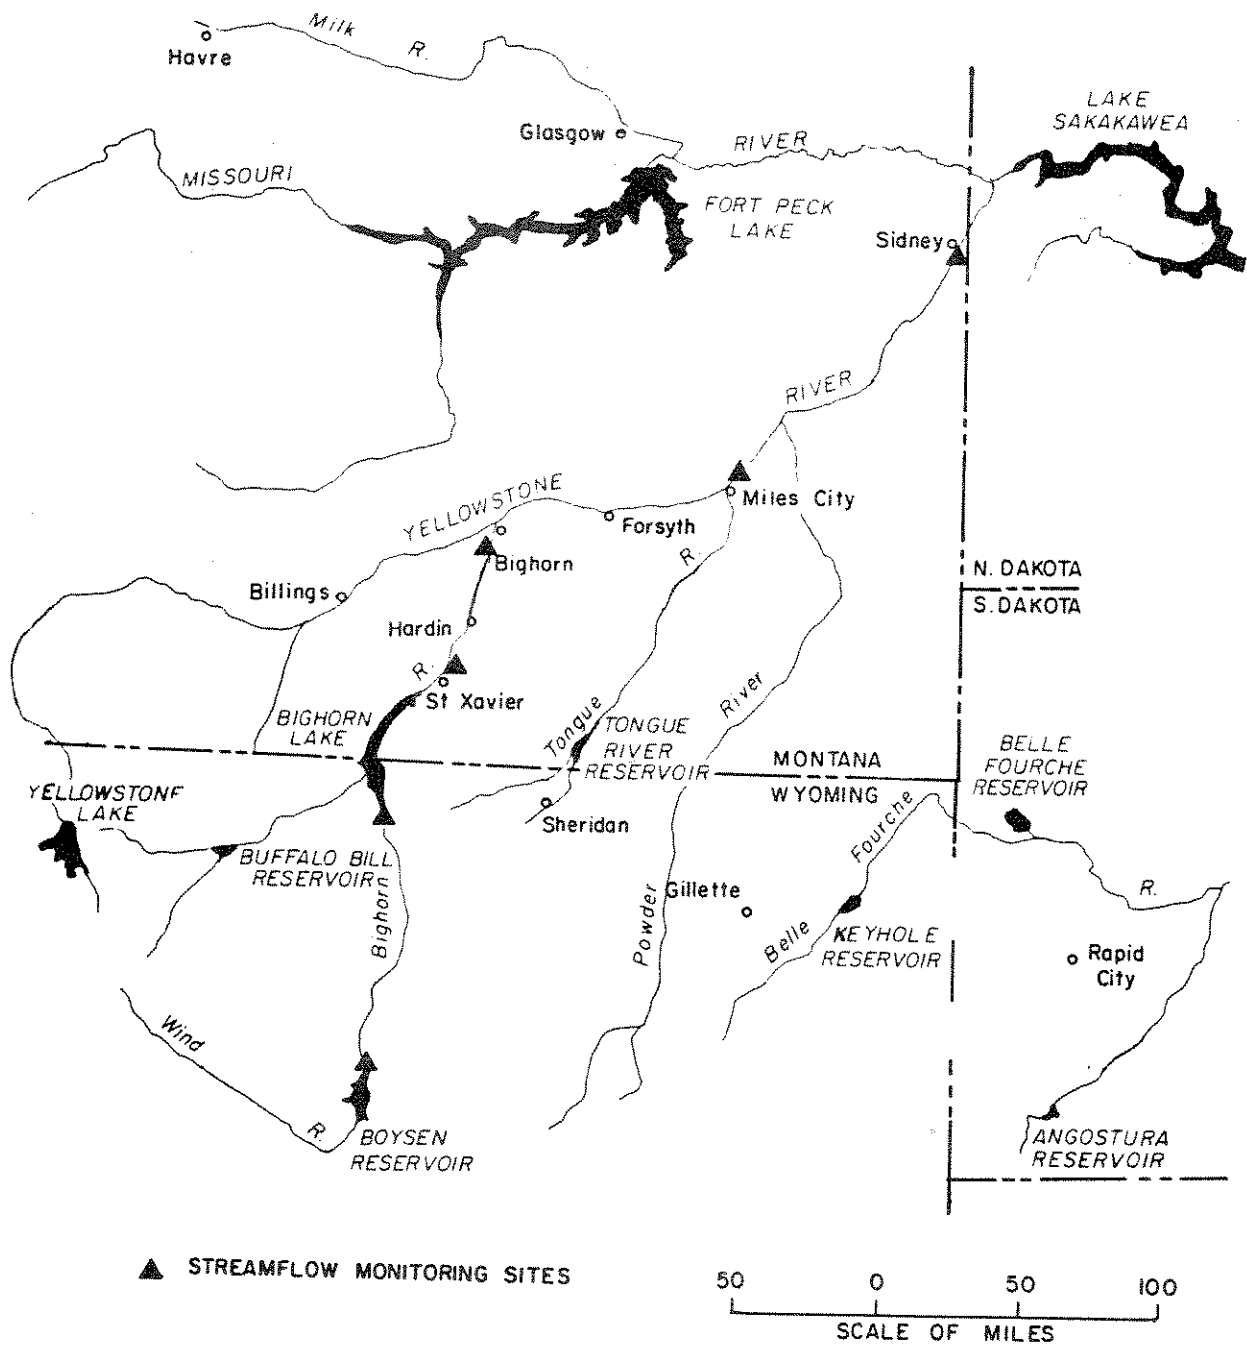 Milk R.
Havre
LAKE
SAKAKAWEA
Glasgow
RIVER
MISSOURI
FORT PECK
LAKE
Sidney
RIVER
YELLOWSTONE
Miles City
Forsyth
R.
Bighorn
N. DAKOTA
S. DAKOTA
Billings
Hardin
R.
St Xavier
River
BIGHORN
LAKE
Tongue
TONGUE
RIVER
RESERVOIR
BELLE
FOURCHE
RESERVOIR
MONTANA
WYOMING
YELLOWSTONE
LAKE
Sheridan
Fourche
BUFFALO BILL
RESERVOIR
Gillette
R.
Bighorn
Powder
Belle
KEYHOLE
RESERVOIR
Rapid
City
Wind
R.
BOYSEN
RESERVOIR
ANGOSTURA
RESERVOIR
STREAMFLOW MONITORING SITES
50 0 50 100
SCALE OF MILES